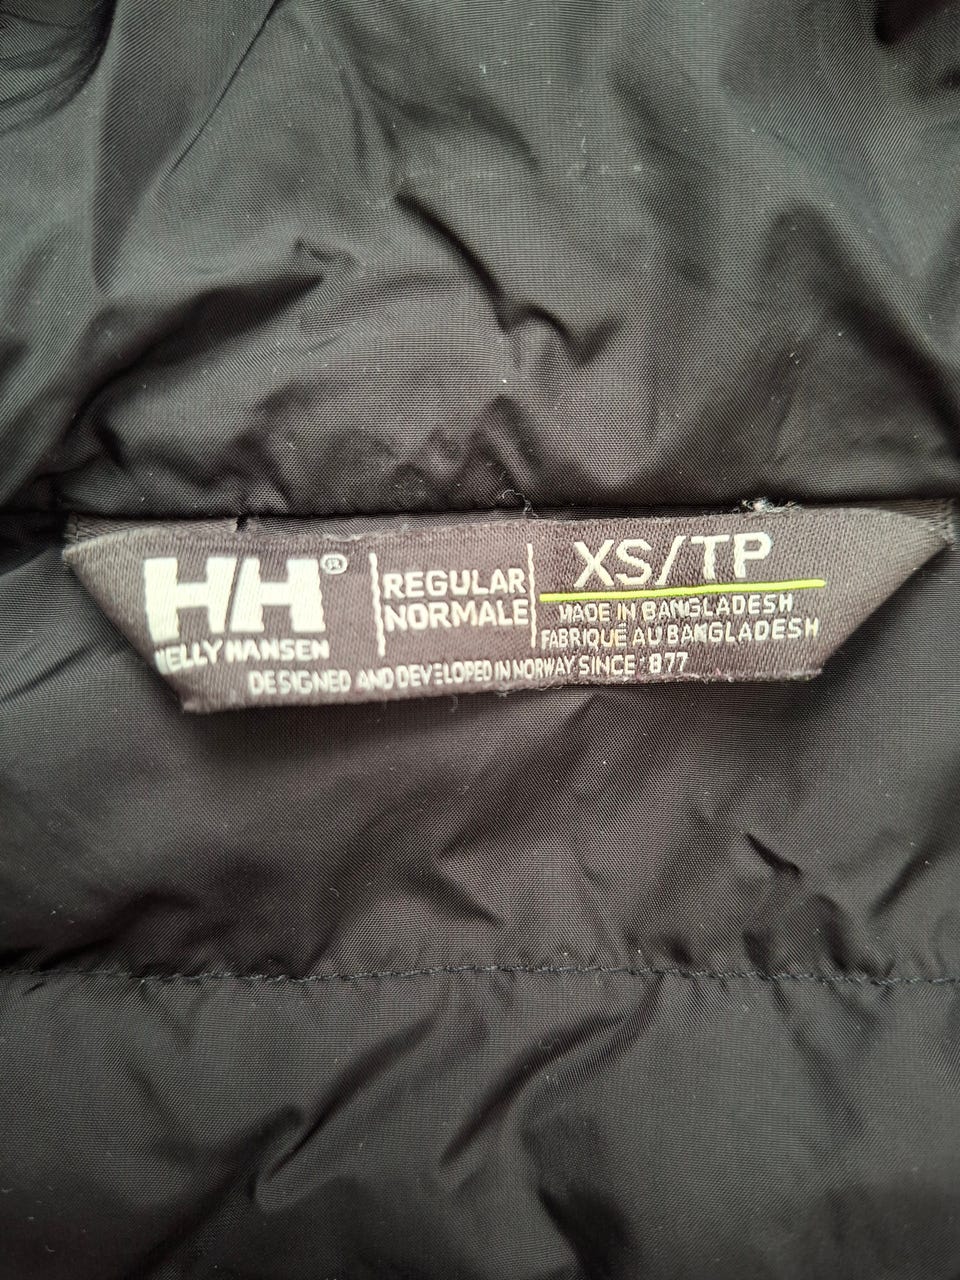 HH®
HELLY HANSEN
REGULAR
NORMALE
XS/TP
MADE IN BANGLADESH
FABRIQUÉ AU BANGLADESH
DESIGNED AND DEVELOPED IN NORWAY SINCE 1877